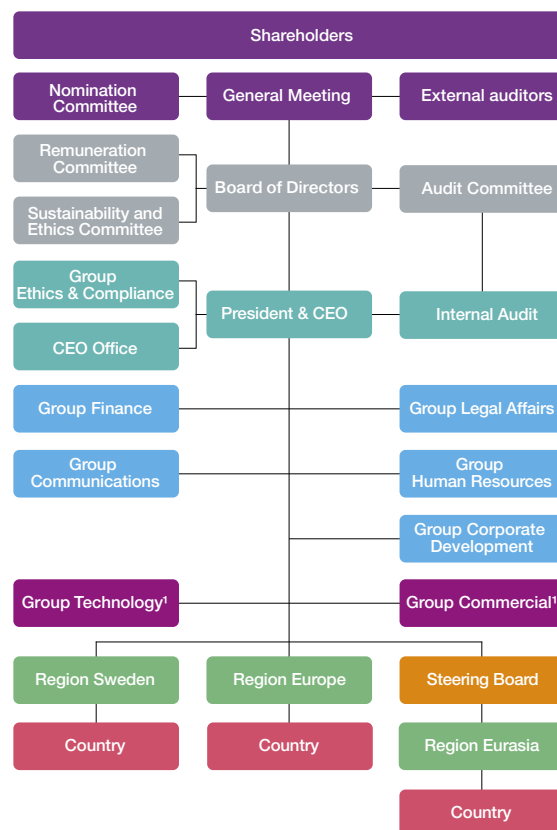 Shareholders
Nomination
Committee
General Meeting
External auditors
Remuneration
Committee
Board of Directors
Audit Committee
Sustainability and
Ethics Committee
Group
Ethics & Compliance
President & CEO
Internal Audit
CEO Office
Group Finance
Group Legal Affairs
Group
Communications
Group
Human Resources
Group Corporate
Development
Group Technology¹
Group Commercial¹
Region Sweden
Region Europe
Steering Board
Country
Country
Region Eurasia
Country